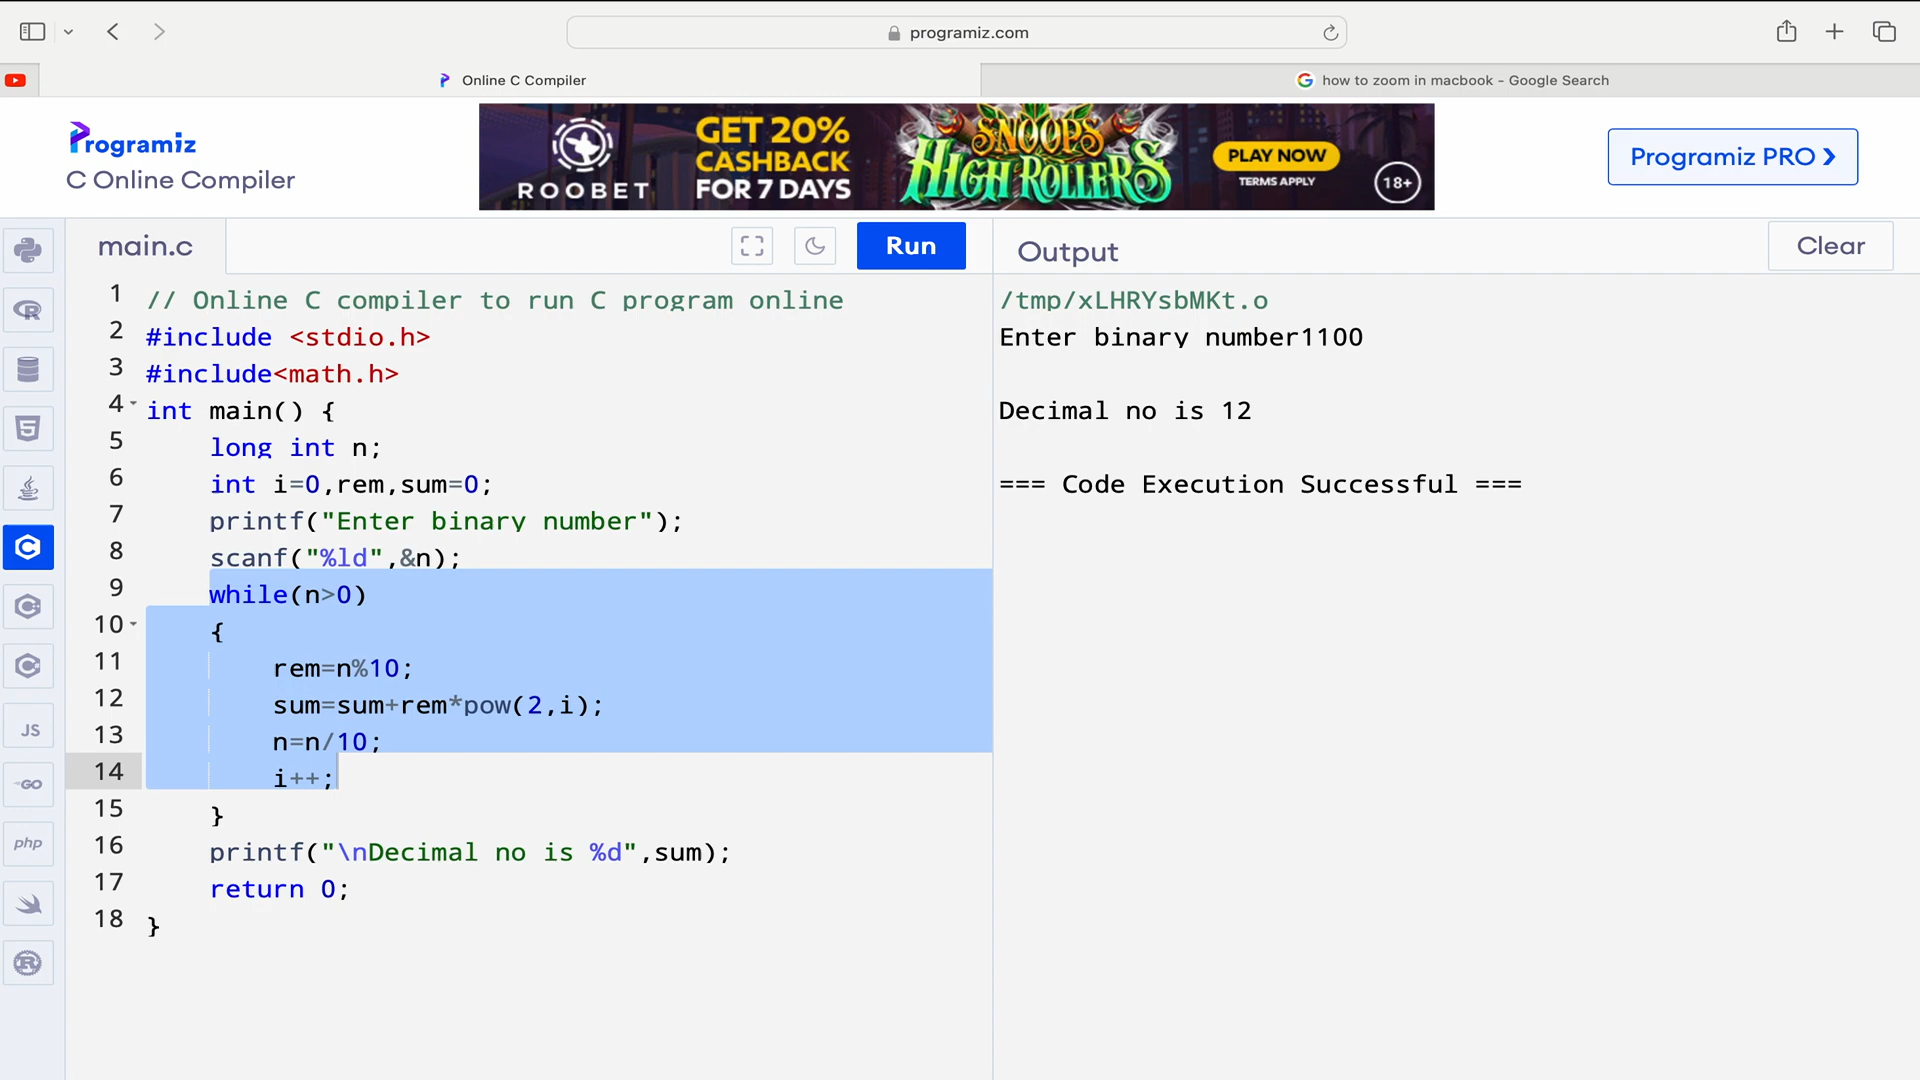 programiz.com
Online C Compiler
how to zoom in macbook - Google Search
Programiz
C Online Compiler
ROOBET
GET 20%
CASHBACK
FOR 7 DAYS
SNOOP'S
HIGH ROLLERS
PLAY NOW
TERMS APPLY
18+
Programiz PRO ❯
main.c
Run
Output
Clear
1 // Online C compiler to run C program online
2 #include <stdio.h>
3 #include<math.h>
4 int main() {
5     long int n;
6     int i=0,rem,sum=0;
7     printf("Enter binary number");
8     scanf("%ld",&n);
9     while(n>0)
10     {
11         rem=n%10;
12         sum=sum+rem*pow(2,i);
13         n=n/10;
14         i++;
15     }
16     printf("\nDecimal no is %d",sum);
17     return 0;
18 }
/tmp/xLHRYsbMKt.o
Enter binary number1100
Decimal no is 12
=== Code Execution Successful ===
JS
GO
php